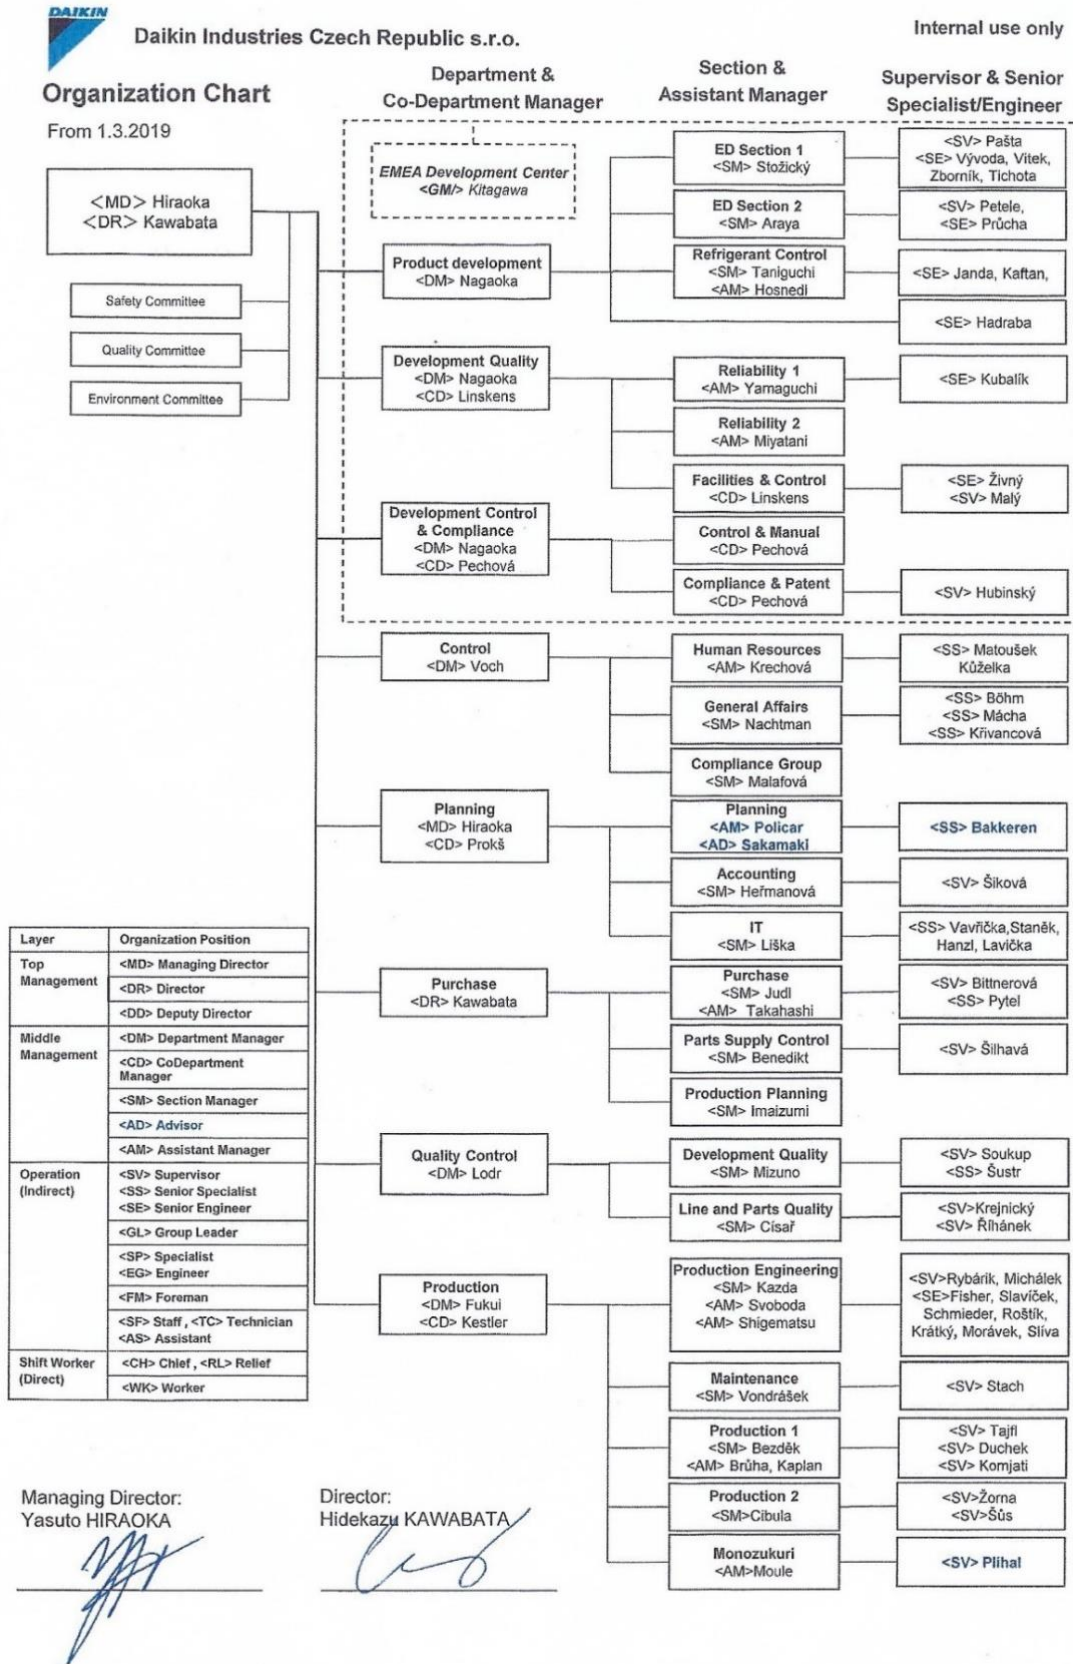 DAIKIN
Daikin Industries Czech Republic s.r.o.
Internal use only
Organization Chart
From 1.3.2019
Department &
Co-Department Manager
Section &
Assistant Manager
Supervisor & Senior
Specialist/Engineer
<MD> Hiraoka
<DR> Kawabata
Safety Committee
Quality Committee
Environment Committee
EMEA Development Center
<GM/> Kitagawa
Product development
<DM> Nagaoka
ED Section 1
<SM> Stožický
<SV> Pašta
<SE> Vývoda, Vitek,
Zborník, Tichota
ED Section 2
<SM> Araya
<SV> Petele,
<SE> Průcha
Refrigerant Control
<SM> Taniguchi
<AM> Hosnedl
<SE> Janda, Kaftan,
<SE> Hadraba
Development Quality
<DM> Nagaoka
<CD> Linskens
Reliability 1
<AM> Yamaguchi
<SE> Kubalík
Reliability 2
<AM> Miyatani
Facilities & Control
<CD> Linskens
<SE> Živný
<SV> Malý
Development Control
& Compliance
<DM> Nagaoka
<CD> Pechová
Control & Manual
<CD> Pechová
Compliance & Patent
<CD> Pechová
<SV> Hubinský
Control
<DM> Voch
Human Resources
<AM> Krechová
<SS> Matoušek
Kůželka
General Affairs
<SM> Nachtman
<SS> Böhm
<SS> Mácha
<SS> Křivancová
Compliance Group
<SM> Malafová
Planning
<MD> Hiraoka
<CD> Prokš
Planning
<AM> Policar
<AD> Sakamaki
<SS> Bakkeren
Accounting
<SM> Heřmanová
<SV> Šiková
IT
<SM> Liška
<SS> Vavřička,Staněk,
Hanzl, Lavička
Purchase
<DR> Kawabata
Purchase
<SM> Judl
<AM> Takahashi
<SV> Bittnerová
<SS> Pytel
Parts Supply Control
<SM> Benedikt
<SV> Šilhavá
Production Planning
<SM> Imaizumi
Quality Control
<DM> Lodr
Development Quality
<SM> Mizuno
<SV> Soukup
<SS> Šustr
Line and Parts Quality
<SM> Císař
<SV>Krejnický
<SV> Říhánek
Production
<DM> Fukui
<CD> Kestler
Production Engineering
<SM> Kazda
<AM> Svoboda
<AM> Shigematsu
<SV>Rybárik, Michálek
<SE>Fisher, Slavíček,
Schmieder, Roštík,
Krátký, Morávek, Slíva
Maintenance
<SM> Vondrášek
<SV> Stach
Production 1
<SM> Bezděk
<AM> Brůha, Kaplan
<SV> Tajfl
<SV> Duchek
<SV> Komjati
Production 2
<SM>Cibula
<SV>Žorna
<SV>Šůs
Monozukuri
<AM>Moule
<SV> Plihal
Layer
Organization Position
Top
Management
<MD> Managing Director
<DR> Director
<DD> Deputy Director
Middle
Management
<DM> Department Manager
<CD> CoDepartment
Manager
<SM> Section Manager
<AD> Advisor
<AM> Assistant Manager
Operation
(Indirect)
<SV> Supervisor
<SS> Senior Specialist
<SE> Senior Engineer
<GL> Group Leader
<SP> Specialist
<EG> Engineer
<FM> Foreman
<SF> Staff , <TC> Technician
<AS> Assistant
Shift Worker
(Direct)
<CH> Chief , <RL> Relief
<WK> Worker
Managing Director:
Yasuto HIRAOKA
Director:
Hidekazu KAWABATA